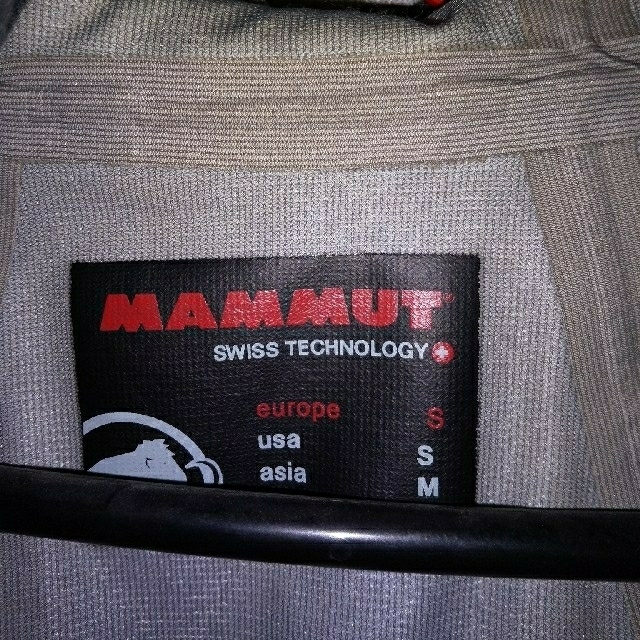 MAMMUT
SWISS TECHNOLOGY
europe S
usa S
asia M